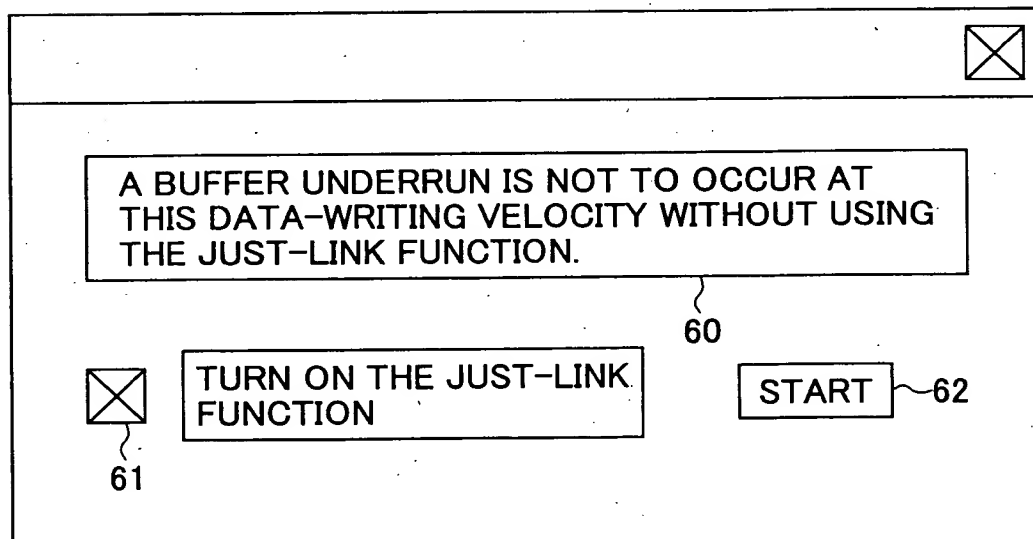 A BUFFER UNDERRUN IS NOT TO OCCUR AT
THIS DATA-WRITING VELOCITY WITHOUT USING
THE JUST-LINK FUNCTION.
60
TURN ON THE JUST-LINK
FUNCTION
START
62
61